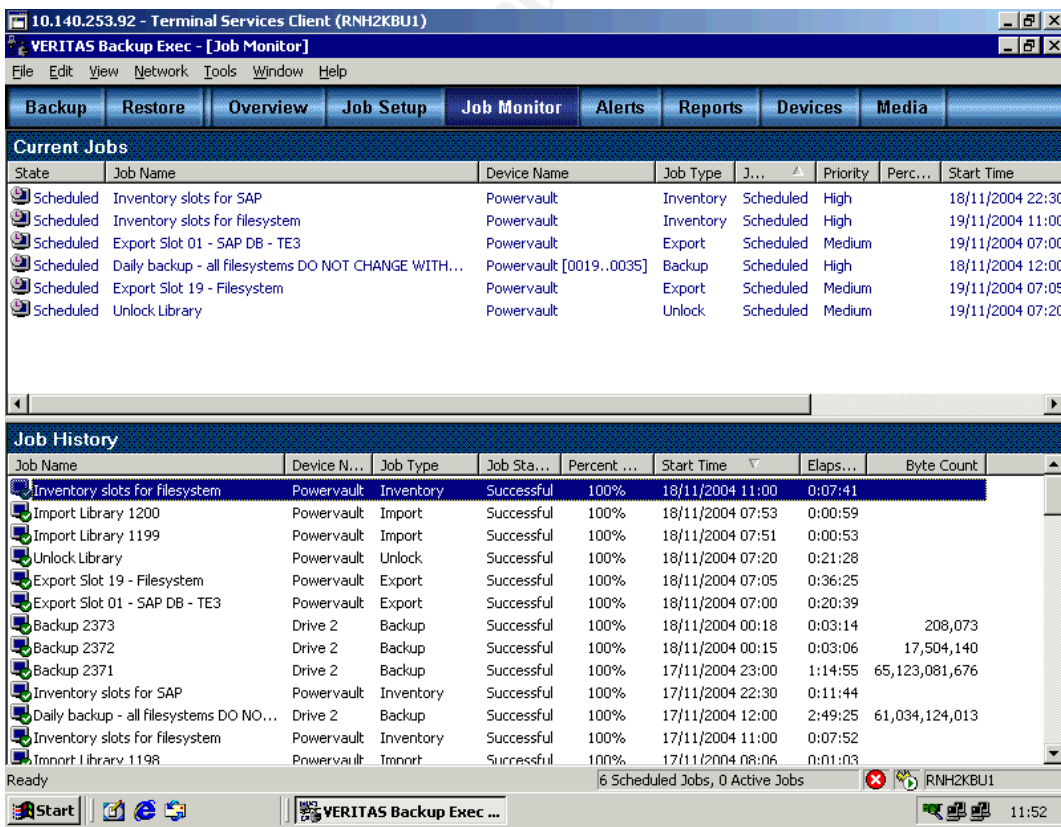 10.140.253.92 - Terminal Services Client (RNH2KBU1)
VERITAS Backup Exec - [Job Monitor]
File Edit View Network Tools Window Help
Backup Restore Overview Job Setup Job Monitor Alerts Reports Devices Media
Current Jobs
State Job Name Device Name Job Type J... Priority Perc... Start Time
Scheduled Inventory slots for SAP Powervault Inventory Scheduled High 18/11/2004 22:30
Scheduled Inventory slots for filesystem Powervault Inventory Scheduled High 19/11/2004 11:00
Scheduled Export Slot 01 - SAP DB - TE3 Powervault Export Scheduled Medium 19/11/2004 07:00
Scheduled Daily backup - all filesystems DO NOT CHANGE WITH... Powervault [0019..0035] Backup Scheduled High 18/11/2004 12:00
Scheduled Export Slot 19 - Filesystem Powervault Export Scheduled Medium 19/11/2004 07:05
Scheduled Unlock Library Powervault Unlock Scheduled Medium 19/11/2004 07:20
Job History
Job Name Device N... Job Type Job Sta... Percent ... Start Time Elaps... Byte Count
Inventory slots for filesystem Powervault Inventory Successful 100% 18/11/2004 11:00 0:07:41
Import Library 1200 Powervault Import Successful 100% 18/11/2004 07:53 0:00:59
Import Library 1199 Powervault Import Successful 100% 18/11/2004 07:51 0:00:53
Unlock Library Powervault Unlock Successful 100% 18/11/2004 07:20 0:21:28
Export Slot 19 - Filesystem Powervault Export Successful 100% 18/11/2004 07:05 0:36:25
Export Slot 01 - SAP DB - TE3 Powervault Export Successful 100% 18/11/2004 07:00 0:20:39
Backup 2373 Drive 2 Backup Successful 100% 18/11/2004 00:18 0:03:14 208,073
Backup 2372 Drive 2 Backup Successful 100% 18/11/2004 00:15 0:03:06 17,504,140
Backup 2371 Drive 2 Backup Successful 100% 17/11/2004 23:00 1:14:55 65,123,081,676
Inventory slots for SAP Powervault Inventory Successful 100% 17/11/2004 22:30 0:11:44
Daily backup - all filesystems DO NO... Drive 2 Backup Successful 100% 17/11/2004 12:00 2:49:25 61,034,124,013
Inventory slots for filesystem Powervault Inventory Successful 100% 17/11/2004 11:00 0:07:52
Import Library 1198 Powervault Import Successful 100% 17/11/2004 08:06 0:01:03
Ready 6 Scheduled Jobs, 0 Active Jobs RNH2KBU1
Start VERITAS Backup Exec ... 11:52